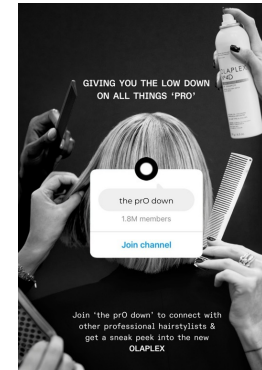 GIVING YOU THE LOW DOWN
ON ALL THINGS ‘PRO’
OLAPLEX
the prO down
1.8M members
Join channel
Join ‘the prO down’ to connect with
other professional hairstylists &
get a sneak peek into the new
OLAPLEX